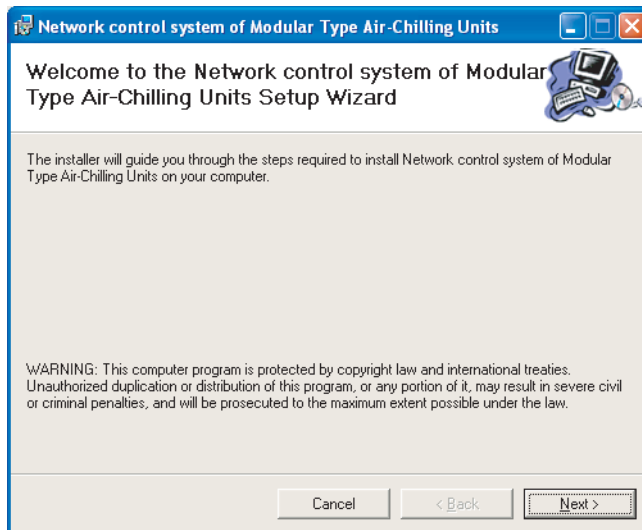 Network control system of Modular Type Air-Chilling Units
Welcome to the Network control system of Modular
Type Air-Chilling Units Setup Wizard
The installer will guide you through the steps required to install Network control system of Modular
Type Air-Chilling Units on your computer.
WARNING: This computer program is protected by copyright law and international treaties.
Unauthorized duplication or distribution of this program, or any portion of it, may result in severe civil
or criminal penalties, and will be prosecuted to the maximum extent possible under the law.
Cancel < Back Next >